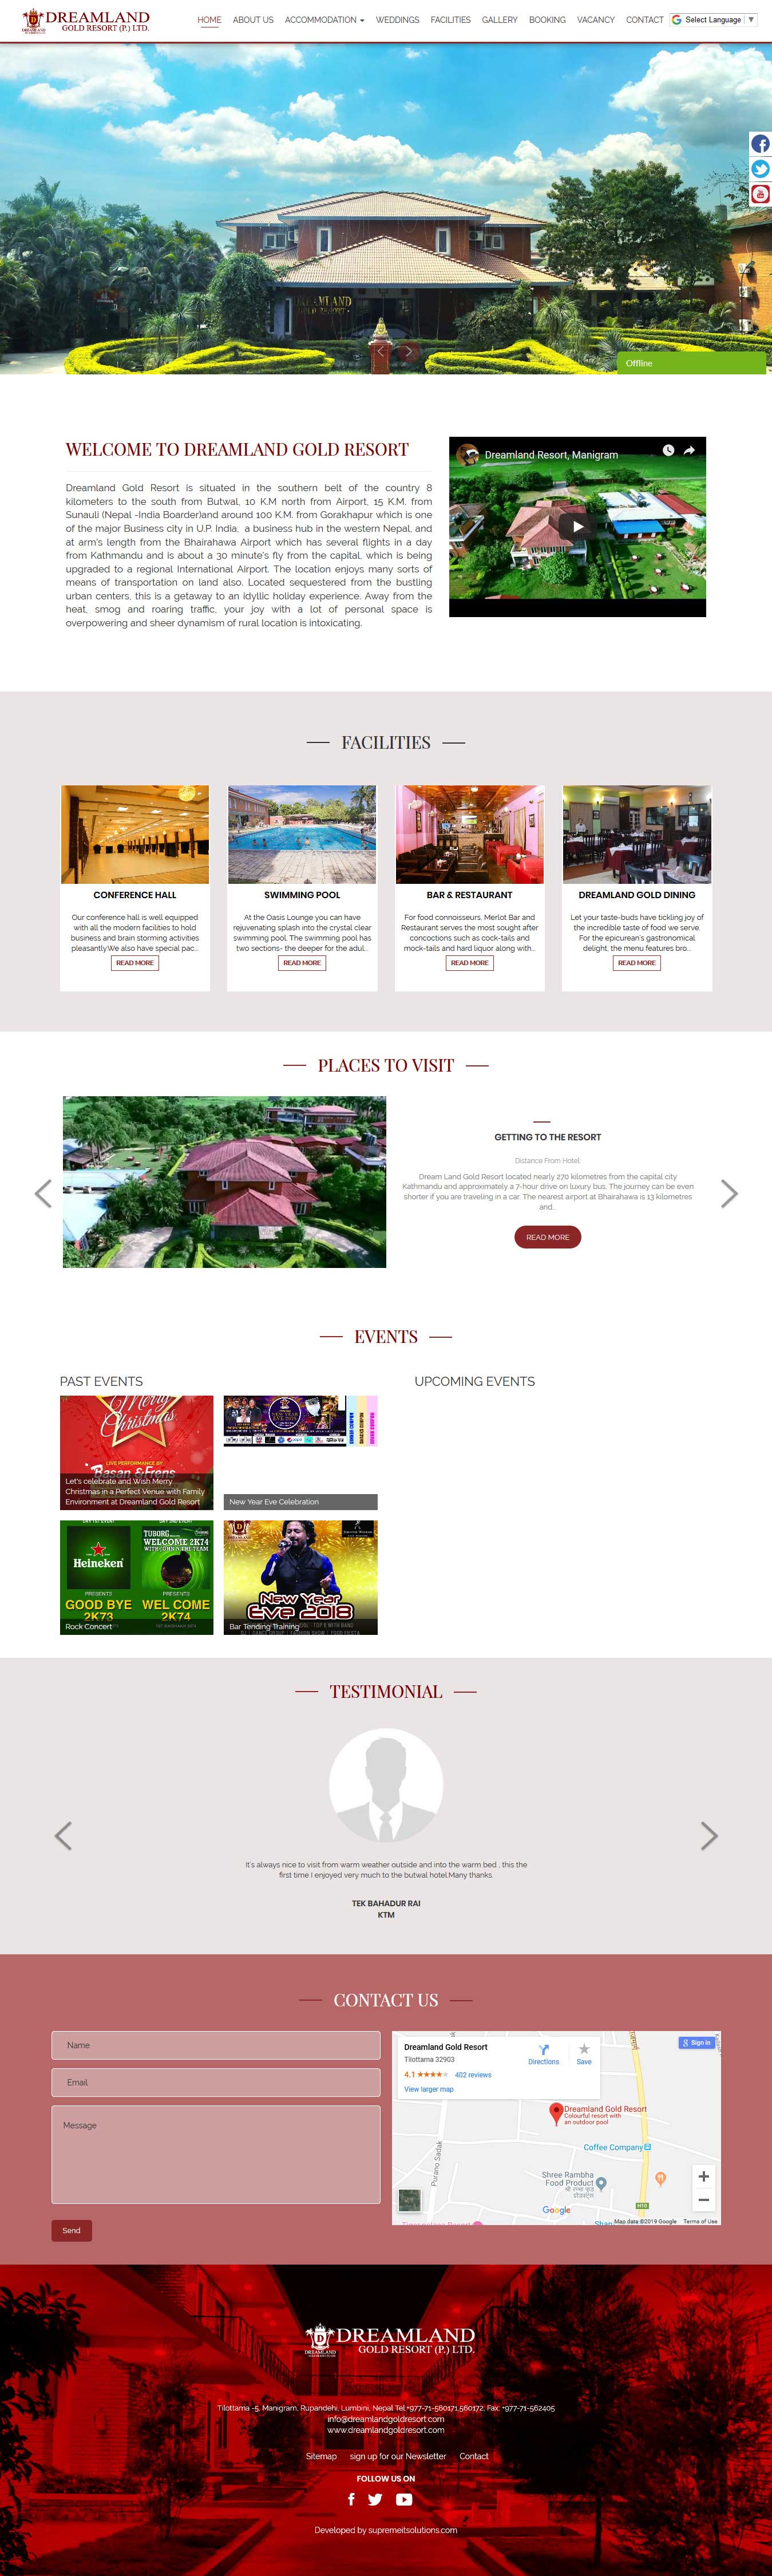 DREAMLAND
GOLD RESORT (P.) LTD.
HOME ABOUT US ACCOMMODATION WEDDINGS FACILITIES GALLERY BOOKING VACANCY CONTACT
Select Language ▼
DREAMLAND
Offline
WELCOME TO DREAMLAND GOLD RESORT
Dreamland Gold Resort is situated in the southern belt of the country 8
kilometers to the south from Butwal, 10 K.M north from Airport, 15 K.M. from
Sunauli (Nepal -India Boarder)and around 100 K.M. from Gorakhapur which is one
of the major Business city in U.P. India, a business hub in the western Nepal, and
at arm's length from the Bhairahawa Airport which has several flights in a day
from Kathmandu and is about a 30 minute's fly from the capital, which is being
upgraded to a regional International Airport. The location enjoys many sorts of
means of transportation on land also. Located sequestered from the bustling
urban centers, this is a getaway to an idyllic holiday experience. Away from the
heat, smog and roaring traffic, your joy with a lot of personal space is
overpowering and sheer dynamism of rural location is intoxicating.
Dreamland Resort, Manigram
FACILITIES
CONFERENCE HALL
Our conference hall is well equipped
with all the modern facilities to hold
business and brain storming activities
pleasantly.We also have special pac...
READ MORE
SWIMMING POOL
At the Oasis Lounge you can have
rejuvenating splash into the crystal clear
swimming pool. The swimming pool has
two sections- the deeper for the adul...
READ MORE
BAR & RESTAURANT
For food connoisseurs, Merlot Bar and
Restaurant serves the most sought after
concoctions such as cock-tails and
mock-tails and hard liquor along with...
READ MORE
DREAMLAND GOLD DINING
Let your taste-buds have tickling joy of
the incredible taste of food we serve.
For the epicurean's gastronomical
delight, the menu features bro...
READ MORE
PLACES TO VISIT
GETTING TO THE RESORT
Distance From Hotel:
Dream Land Gold Resort located nearly 270 kilometres from the capital city
Kathmandu and approximately a 7-hour drive on luxury bus. The journey can be even
shorter if you are traveling in a car. The nearest airport at Bhairahawa is 13 kilometres
and...
READ MORE
EVENTS
PAST EVENTS
Merry
Christmas
LIVE PERFORMANCE BY
Basan & Frens
Let's celebrate and Wish Merry
Christmas in a Perfect Venue with Family
Environment at Dreamland Gold Resort
New Year Eve Celebration
Heineken
PRESENTS
GOOD BYE
2K73
TUBORG
WELCOME 2K74
WITH JOHN N THE TEAM
PRESENTS
WEL COME
2K74
Rock Concert
New Year
Eve 2018
Bar Tending Training
UPCOMING EVENTS
TESTIMONIAL
It's always nice to visit from warm weather outside and into the warm bed . this the
first time I enjoyed very much to the butwal hotel.Many thanks.
TEK BAHADUR RAI
KTM
CONTACT US
Name
Email
Message
Send
Dreamland Gold Resort
Tilottama 32903
4.1 ★★★★★ 402 reviews
View larger map
Directions
Save
Sign in
Dreamland Gold Resort
Colourful resort with
an outdoor pool
Coffee Company
Purano Sadak
Shree Rambha
Food Product
Google
Map data ©2019 Google Terms of Use
DREAMLAND
GOLD RESORT (P.) LTD.
Tilottama -5, Manigram, Rupandehi, Lumbini, Nepal Tel:+977-71-560171,560172, Fax: +977-71-562405
info@dreamlandgoldresort.com
www.dreamlandgoldresort.com
Sitemap sign up for our Newsletter Contact
FOLLOW US ON
Developed by supremeitsolutions.com